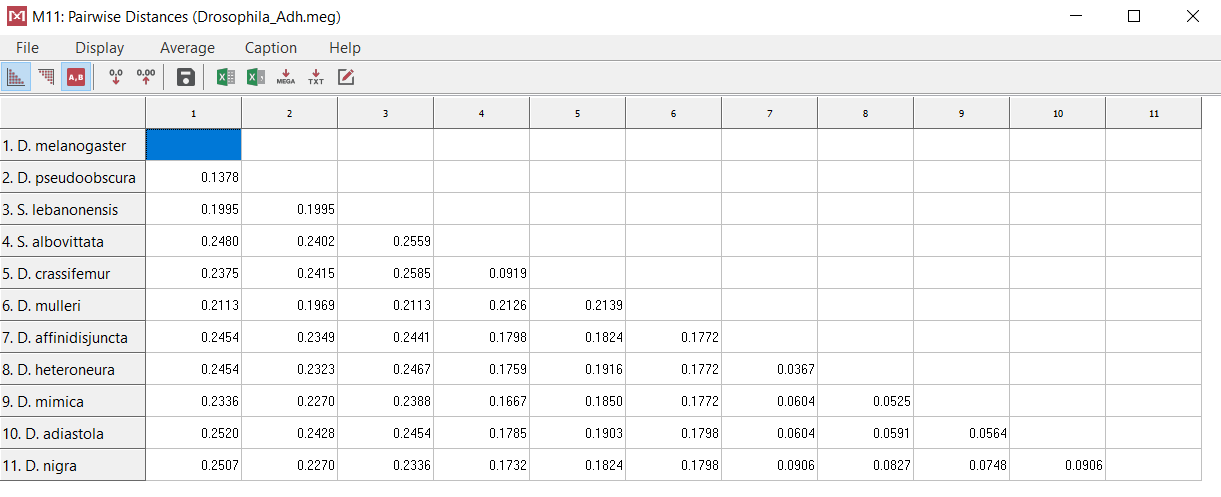 M11: Pairwise Distances (Drosophila_Adh.meg)
File Display Average Caption Help
A,B 0.0 0.00 X X MEGA TXT
1 2 3 4 5 6 7 8 9 10 11
1. D. melanogaster
2. D. pseudoobscura 0.1378
3. S. lebanonensis 0.1995 0.1995
4. S. albovittata 0.2480 0.2402 0.2559
5. D. crassifemur 0.2375 0.2415 0.2585 0.0919
6. D. mulleri 0.2113 0.1969 0.2113 0.2126 0.2139
7. D. affinidisjuncta 0.2454 0.2349 0.2441 0.1798 0.1824 0.1772
8. D. heteroneura 0.2454 0.2323 0.2467 0.1759 0.1916 0.1772 0.0367
9. D. mimica 0.2336 0.2270 0.2388 0.1667 0.1850 0.1772 0.0604 0.0525
10. D. adiastola 0.2520 0.2428 0.2454 0.1785 0.1903 0.1798 0.0604 0.0591 0.0564
11. D. nigra 0.2507 0.2270 0.2336 0.1732 0.1824 0.1798 0.0906 0.0827 0.0748 0.0906